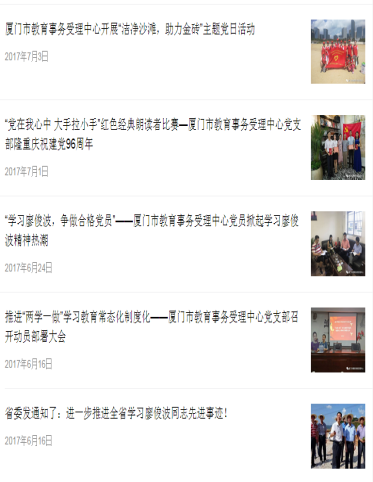 厦门市教育事务受理中心开展“洁净沙滩，助力金砖”主题党日活动
2017年7月3日
“党在我心中 大手拉小手”红色经典朗读者比赛—厦门市教育事务受理中心党支
部隆重庆祝建党96周年
2017年7月1日
“学习廖俊波，争做合格党员”——厦门市教育事务受理中心党员掀起学习廖俊
波精神热潮
2017年6月24日
推进“两学一做”学习教育常态化制度化——厦门市教育事务受理中心党支部召
开动员部署大会
2017年6月16日
省委发通知了：进一步推进全省学习廖俊波同志先进事迹！
2017年6月16日